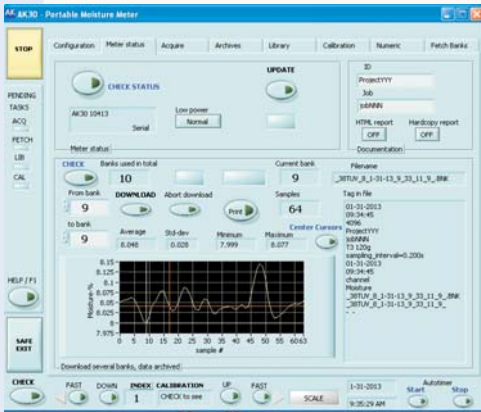 AK30 - Portable Moisture Meter
STOP
Configuration Meter status Acquire Archives Library Calibration Numeric Fetch Banks
PENDING
TASKS
ACQ
FETCH
LIB
CAL
HELP / F1
SAFE
EXIT
CHECK STATUS
UPDATE
AK30 10413
Serial
Low power
Normal
Meter status
ID
ProjectYYY
Job
jobNNN
HTML report Hardcopy report
OFF OFF
Documentation
CHECK Banks used in total Current bank
10 9
From bank DOWNLOAD Abort download Samples
9 Print 64
to bank
9
Average Std-dev Minimum Maximum Center Cursors
8.048 0.028 7.999 8.077
Filename
_38TUV_8_1-31-13_9_33_11_9_.BNK
Tag in file
01-31-2013
09:34:45
4096
ProjectYYY
jobNNN
T3 120g
sampling_interval=0.200s
01-31-2013
09:34:45
channel
Moisture
_38TUV_8_1-31-13_9_33_11_9_.BNK
_38TUV_8_1-31-13_9_33_11_9_
- -
Moisture-%
8.15
8.125
8.1
8.075
8.05
8.025
8
7.975
0 5 10 15 20 25 30 35 40 45 50 55 6063
sample #
Download several banks, data archived
CHECK FAST DOWN INDEX CALIBRATION UP FAST
1 CHECK to see
SCALE
1-31-2013
9:35:29 AM
Autotimer
Start Stop